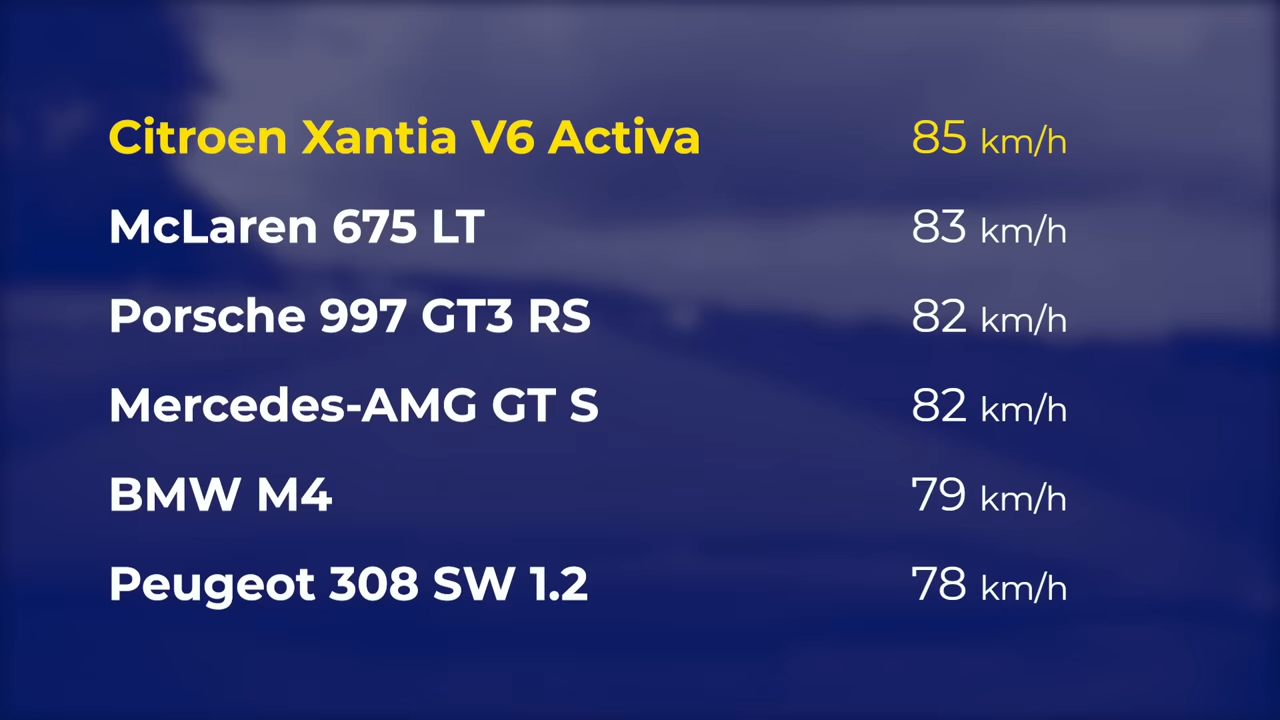 Citroen Xantia V6 Activa 85 km/h
McLaren 675 LT 83 km/h
Porsche 997 GT3 RS 82 km/h
Mercedes-AMG GT S 82 km/h
BMW M4 79 km/h
Peugeot 308 SW 1.2 78 km/h